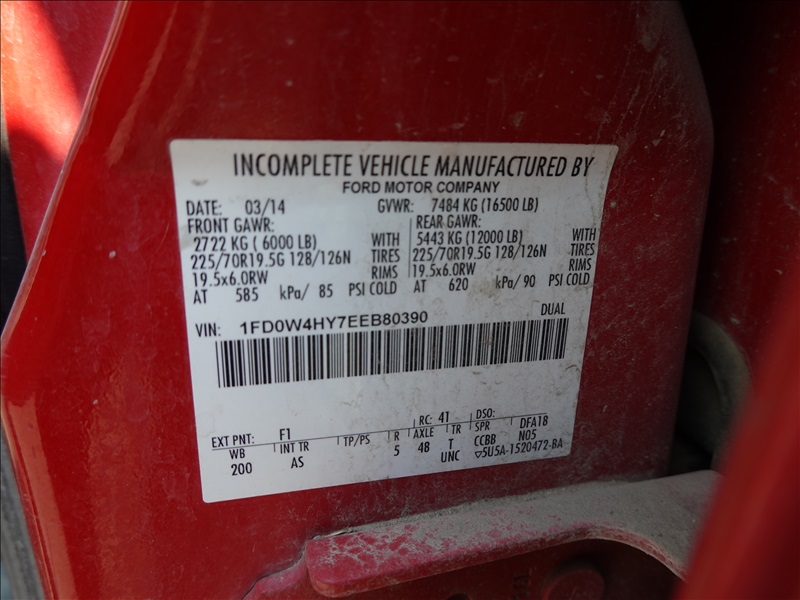 INCOMPLETE VEHICLE MANUFACTURED BY
FORD MOTOR COMPANY
DATE: 03/14 GVWR: 7484 KG (16500 LB)
FRONT GAWR: REAR GAWR:
2722 KG ( 6000 LB) WITH 5443 KG (12000 LB) WITH
225/70R19.5G 128/126N TIRES 225/70R19.5G 128/126N TIRES
19.5x6.0RW RIMS 19.5x6.0RW RIMS
AT 585 kPa/ 85 PSI COLD AT 620 kPa/ 90 PSI COLD
VIN: 1FD0W4HY7EEB80390 DUAL
EXT PNT: F1 RC: 41 DSO:
WB INT TR TP/PS R AXLE TR SPR DFA18
200 AS 5 48 T CCBB N05
UNC ▽5U5A-1520472-BA